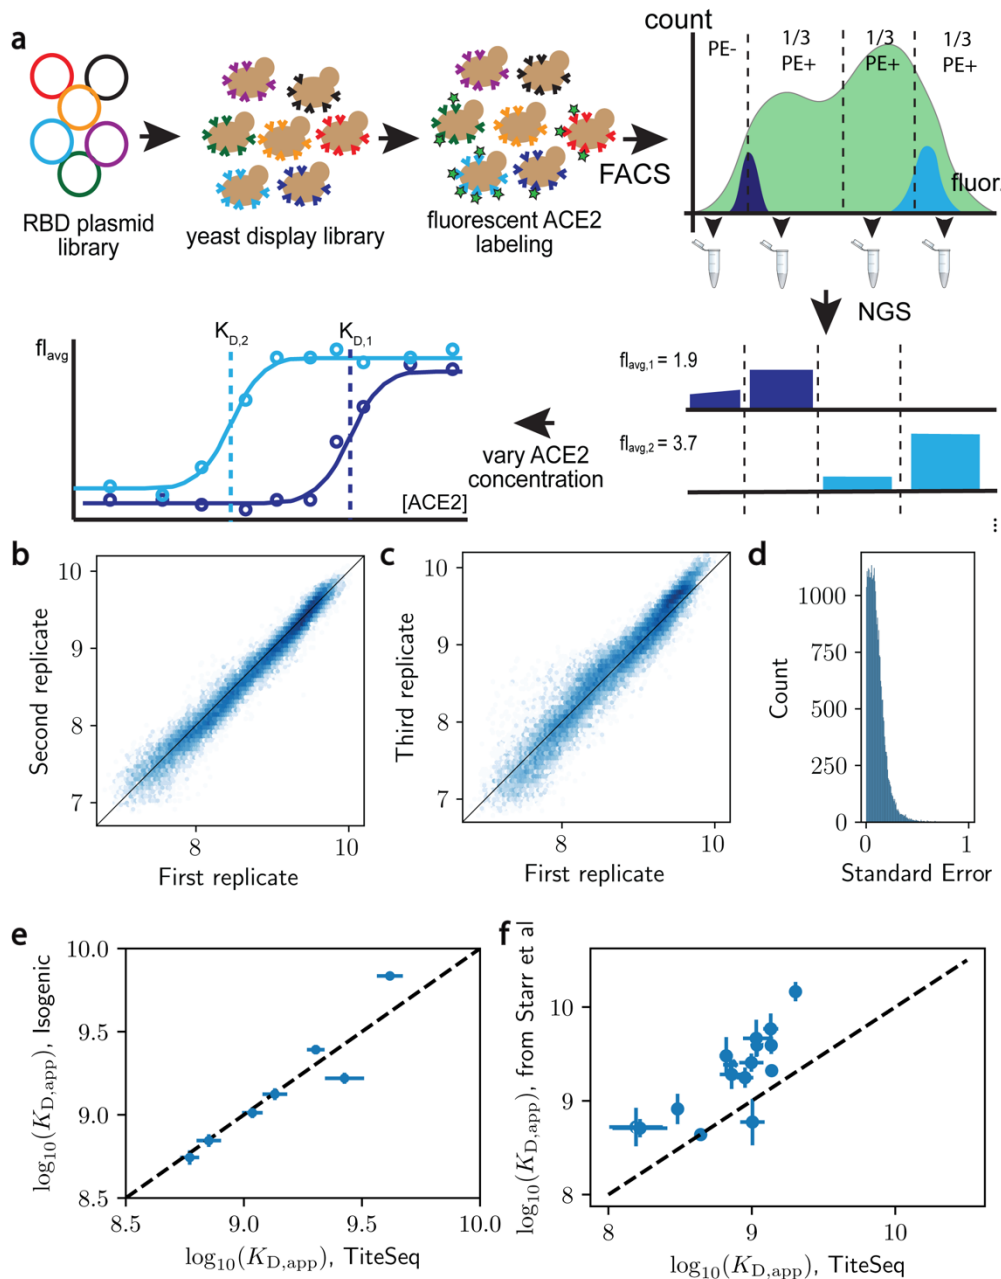 a
RBD plasmid
library
yeast display library
fluorescent ACE2
labeling
FACS
count
PE-
1/3
PE+
1/3
PE+
1/3
PE+
fluor.
NGS
fl_avg,1 = 1.9
fl_avg,2 = 3.7
...
vary ACE2
concentration
fl_avg
K_D,2
K_D,1
[ACE2]
b
10
9
8
7
Second replicate
8
10
First replicate
c
10
9
8
7
Third replicate
8
10
First replicate
d
1000
750
500
250
0
Count
0
1
Standard Error
e
10.0
9.5
9.0
8.5
log₁₀(K_D,app), Isogenic
8.5
9.0
9.5
10.0
log₁₀(K_D,app), TiteSeq
f
10
9
8
log₁₀(K_D,app), from Starr et al
8
9
10
log₁₀(K_D,app), TiteSeq